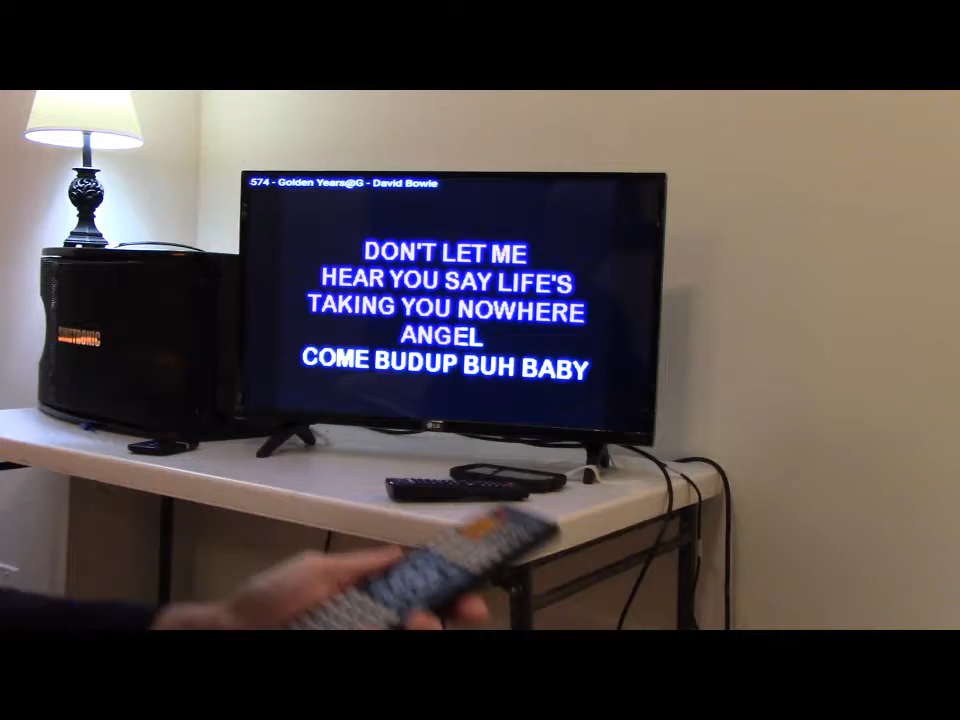 574 - Golden Years@G - David Bowie
DON'T LET ME
HEAR YOU SAY LIFE'S
TAKING YOU NOWHERE
ANGEL
COME BUDUP BUH BABY
LG